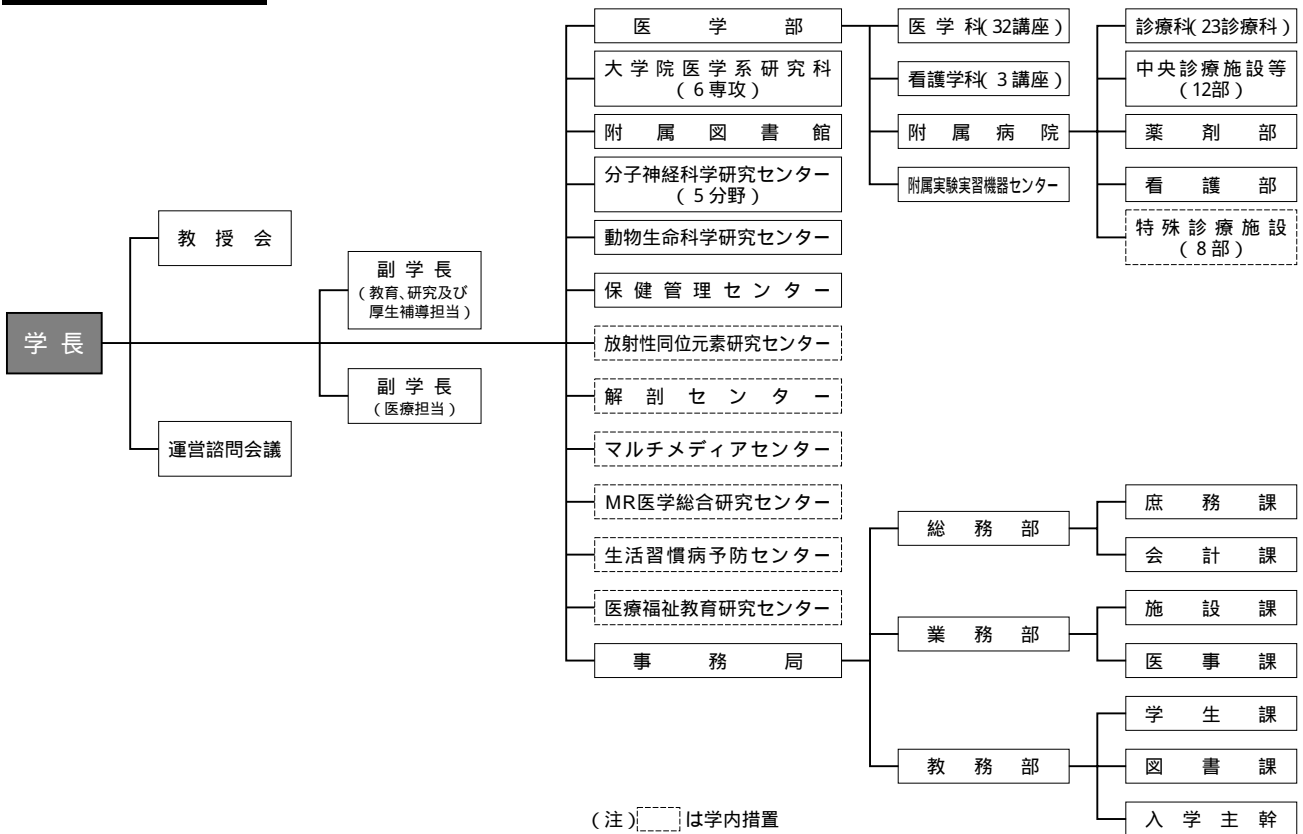 学長
教授会
運営諮問会議
副学長
（教育、研究及び
厚生補導担当）
副学長
（医療担当）
医学部
大学院医学系研究科
（6専攻）
附属図書館
分子神経科学研究センター
（5分野）
動物生命科学研究センター
保健管理センター
放射性同位元素研究センター
解剖センター
マルチメディアセンター
MR医学総合研究センター
生活習慣病予防センター
医療福祉教育研究センター
事務局
医学科（32講座）
看護学科（3講座）
附属病院
附属実験実習機器センター
診療科（23診療科）
中央診療施設等
（12部）
薬剤部
看護部
特殊診療施設
（8部）
総務部
業務部
教務部
庶務課
会計課
施設課
医事課
学生課
図書課
入学主幹
（注） は学内措置